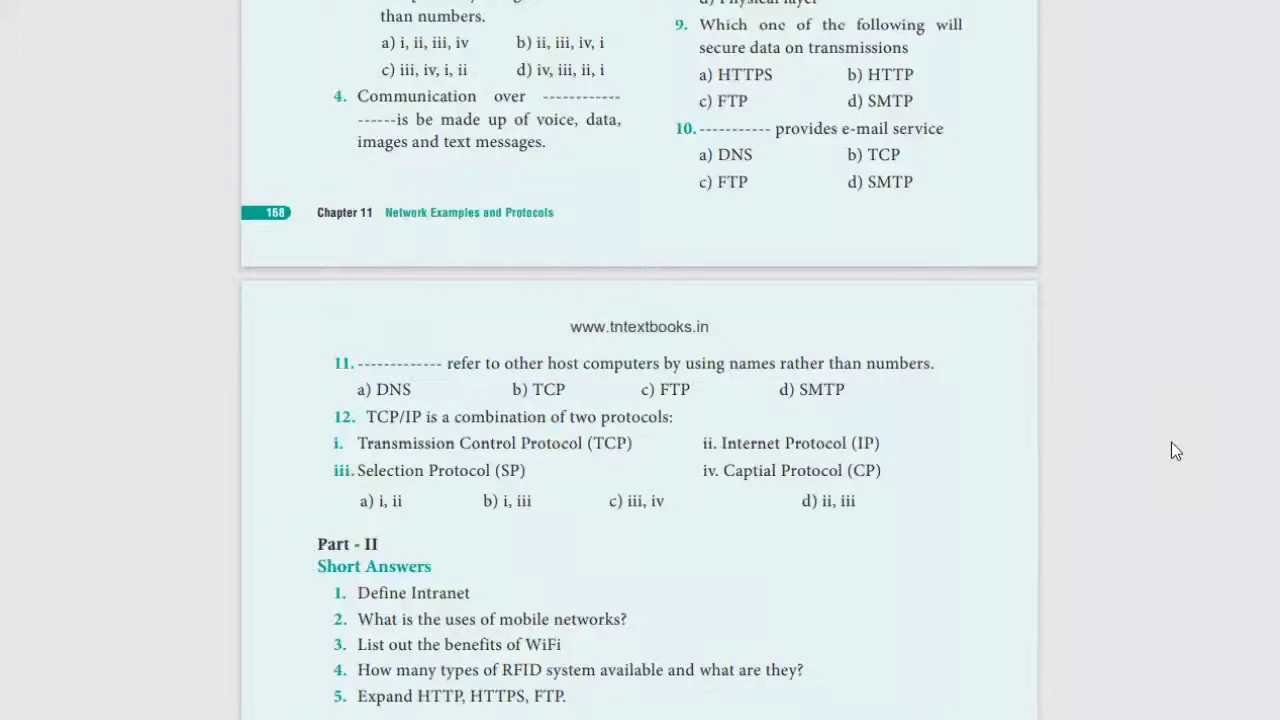 than numbers.
a) i, ii, iii, iv b) ii, iii, iv, i
c) iii, iv, i, ii d) iv, iii, ii, i
4. Communication over ------------
------is be made up of voice, data,
images and text messages.
d) Physical layer
9. Which one of the following will
secure data on transmissions
a) HTTPS b) HTTP
c) FTP d) SMTP
10. ----------- provides e-mail service
a) DNS b) TCP
c) FTP d) SMTP
168 Chapter 11 Network Examples and Protocols
www.tntextbooks.in
11. ------------- refer to other host computers by using names rather than numbers.
a) DNS b) TCP c) FTP d) SMTP
12. TCP/IP is a combination of two protocols:
i. Transmission Control Protocol (TCP) ii. Internet Protocol (IP)
iii. Selection Protocol (SP) iv. Captial Protocol (CP)
a) i, ii b) i, iii c) iii, iv d) ii, iii
Part - II
Short Answers
1. Define Intranet
2. What is the uses of mobile networks?
3. List out the benefits of WiFi
4. How many types of RFID system available and what are they?
5. Expand HTTP, HTTPS, FTP.